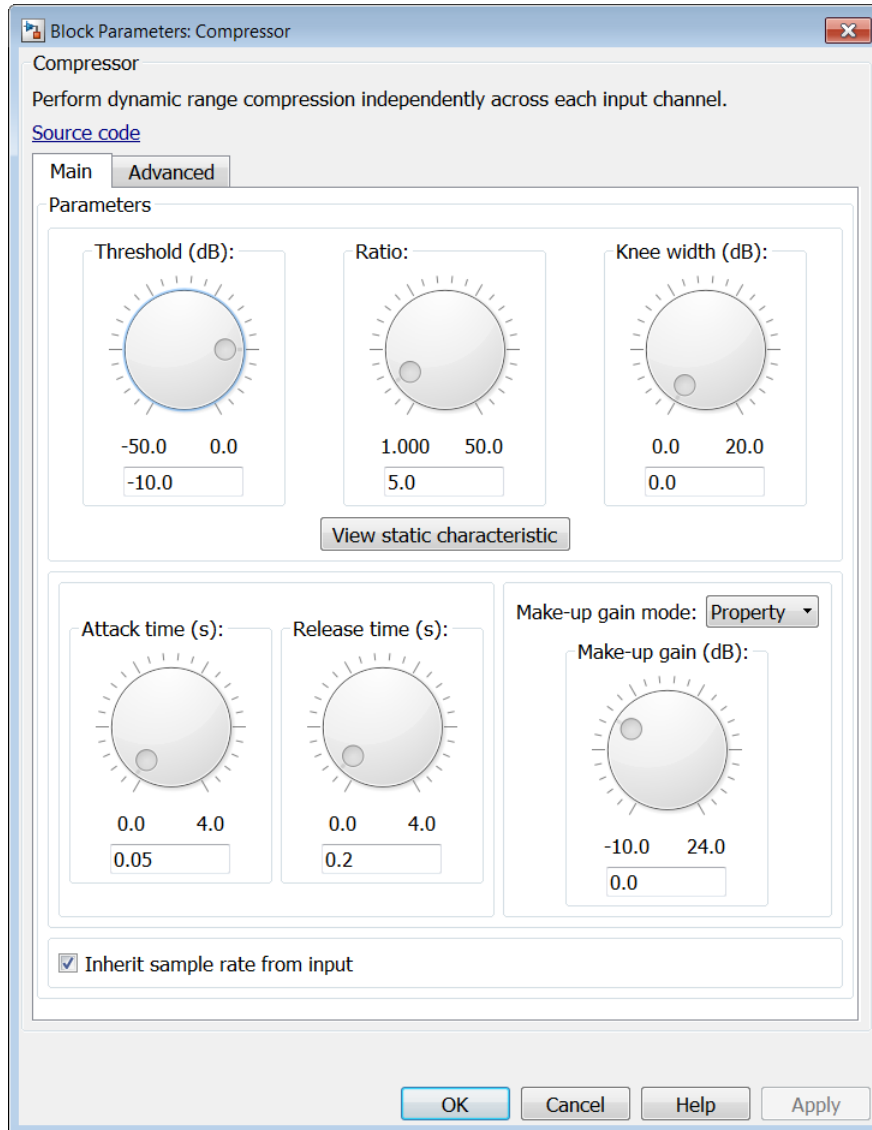 Block Parameters: Compressor
Compressor
Perform dynamic range compression independently across each input channel.
Source code
Main Advanced
Parameters
Threshold (dB): Ratio: Knee width (dB):
-50.0 0.0 1.000 50.0 0.0 20.0
-10.0 5.0 0.0
View static characteristic
Make-up gain mode: Property
Attack time (s): Release time (s):
Make-up gain (dB):
0.0 4.0 0.0 4.0
-10.0 24.0
0.05 0.2
0.0
Inherit sample rate from input
OK Cancel Help Apply